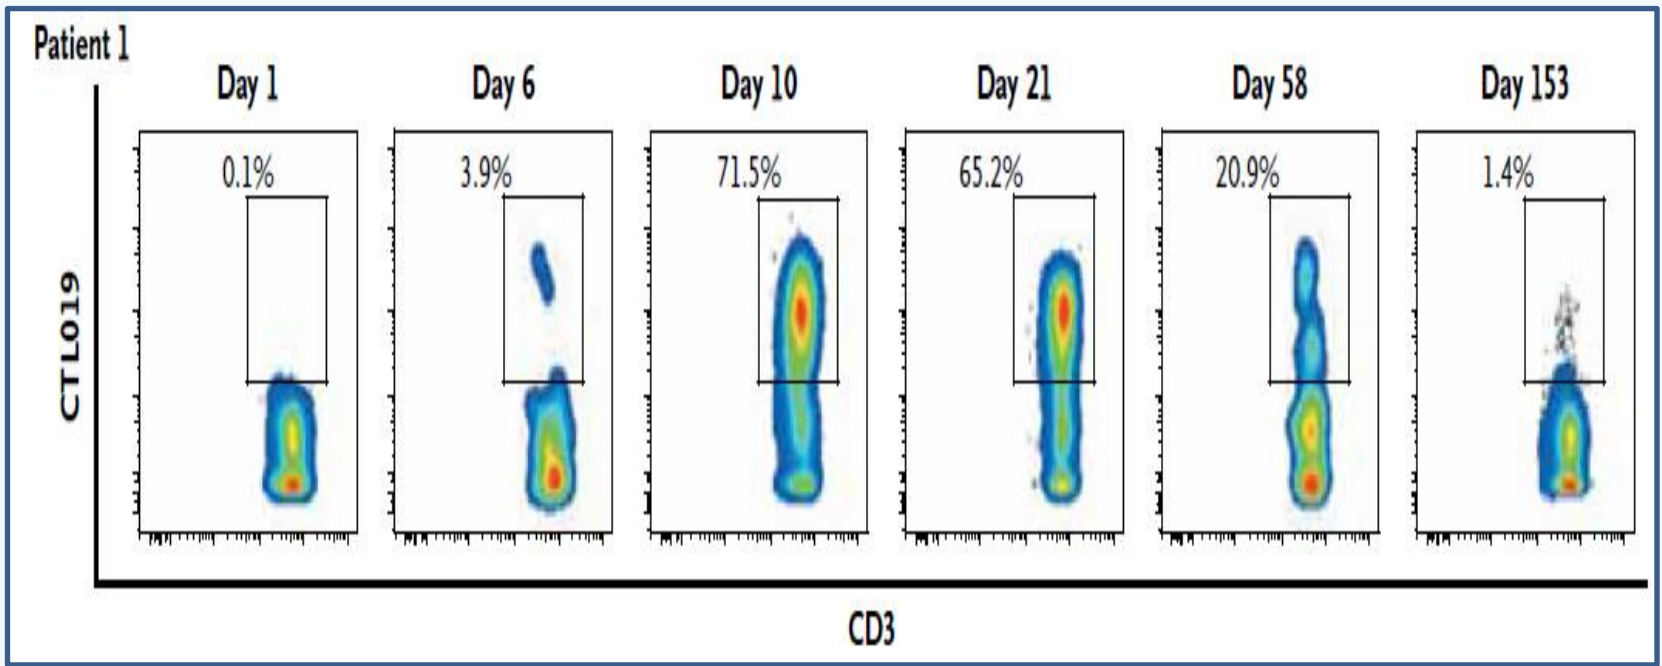 Patient 1
Day 1 Day 6 Day 10 Day 21 Day 58 Day 153
0.1% 3.9% 71.5% 65.2% 20.9% 1.4%
CTL019
CD3